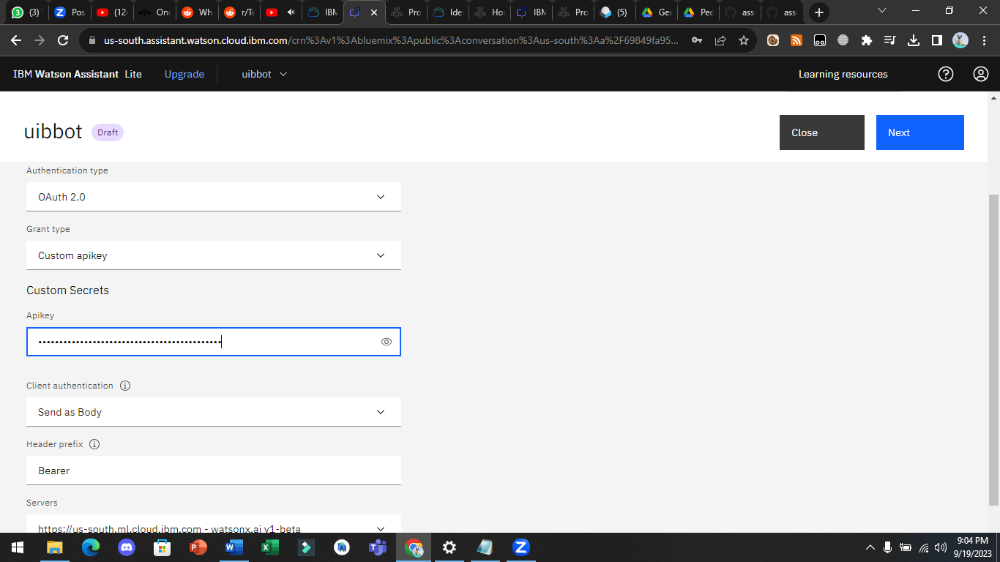 (3)
Pos
(12
One
Wh
r/To
IBM
Pro
Ide
Ho
IBM
Pro
(5)
Ger
Ped
ass
ass
us-south.assistant.watson.cloud.ibm.com/crn%3Av1%3Abluemix%3Apublic%3Aconversation%3Aus-south%3Aa%2F69849fa95...
IBM Watson Assistant Lite
Upgrade
uibbot
Learning resources
uibbot
Draft
Close
Next
Authentication type
OAuth 2.0
Grant type
Custom apikey
Custom Secrets
Apikey
••••••••••••••••••••••••••••••••••••••••••••
Client authentication
Send as Body
Header prefix
Bearer
Servers
https://us-south.ml.cloud.ibm.com - watsonx.ai v1-beta
9:04 PM
9/19/2023